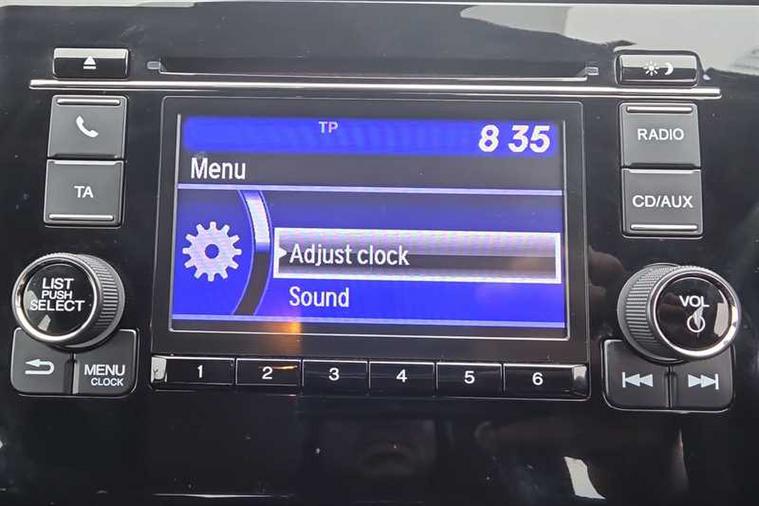 TP
8 35
Menu
Adjust clock
Sound
TA
RADIO
CD/AUX
LIST
PUSH
SELECT
VOL
MENU
CLOCK
1 2 3 4 5 6